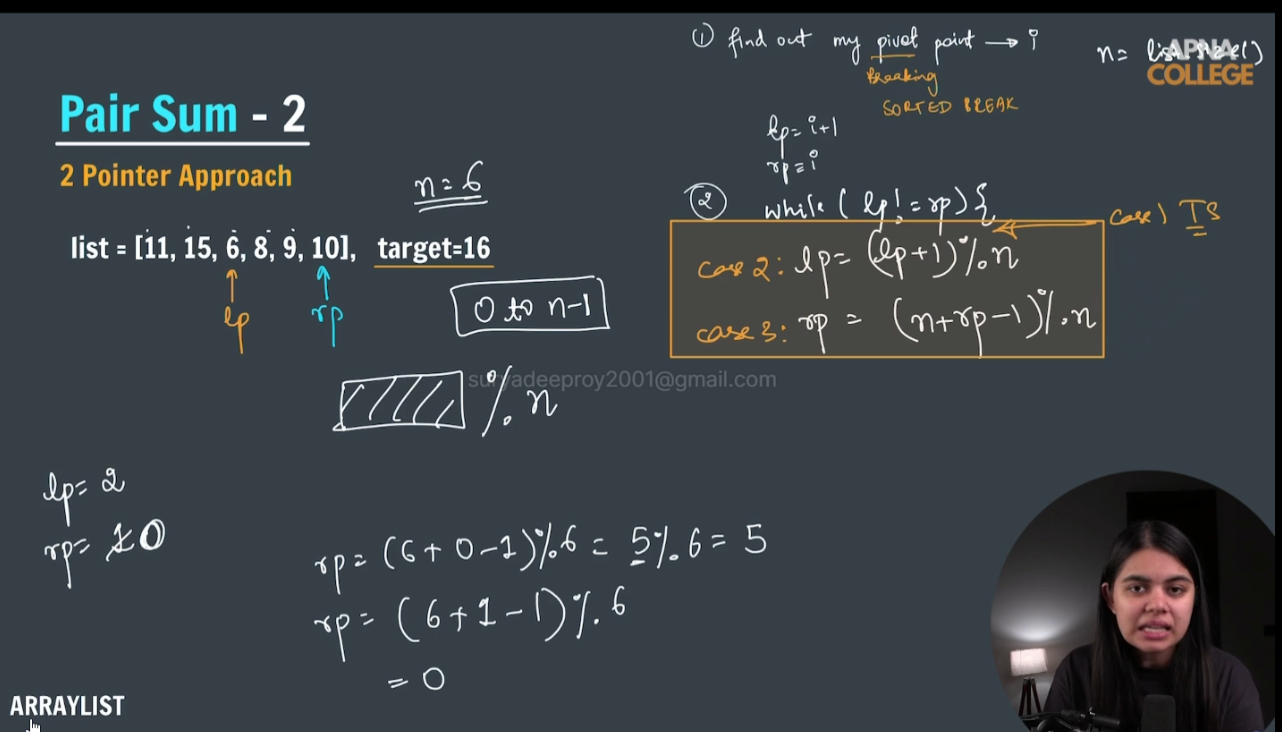 ① find out my pivot point → i
Breaking
SORTED BREAK
n = list.size()
APNA
COLLEGE
Pair Sum - 2
2 Pointer Approach
n = 6
list = [11, 15, 6, 8, 9, 10], target=16
lp
rp
0 to n-1
% n
lp = i+1
rp = i
② while ( lp != rp) {
case 1 TS
case 2: lp = (lp+1) % n
case 3: rp = (n+rp-1) % n
suryadeeproy2001@gmail.com
lp = 2
rp = 1 0
rp = (6+0-1)%6 = 5%6 = 5
rp = (6+1-1)%6
= 0
ARRAYLIST